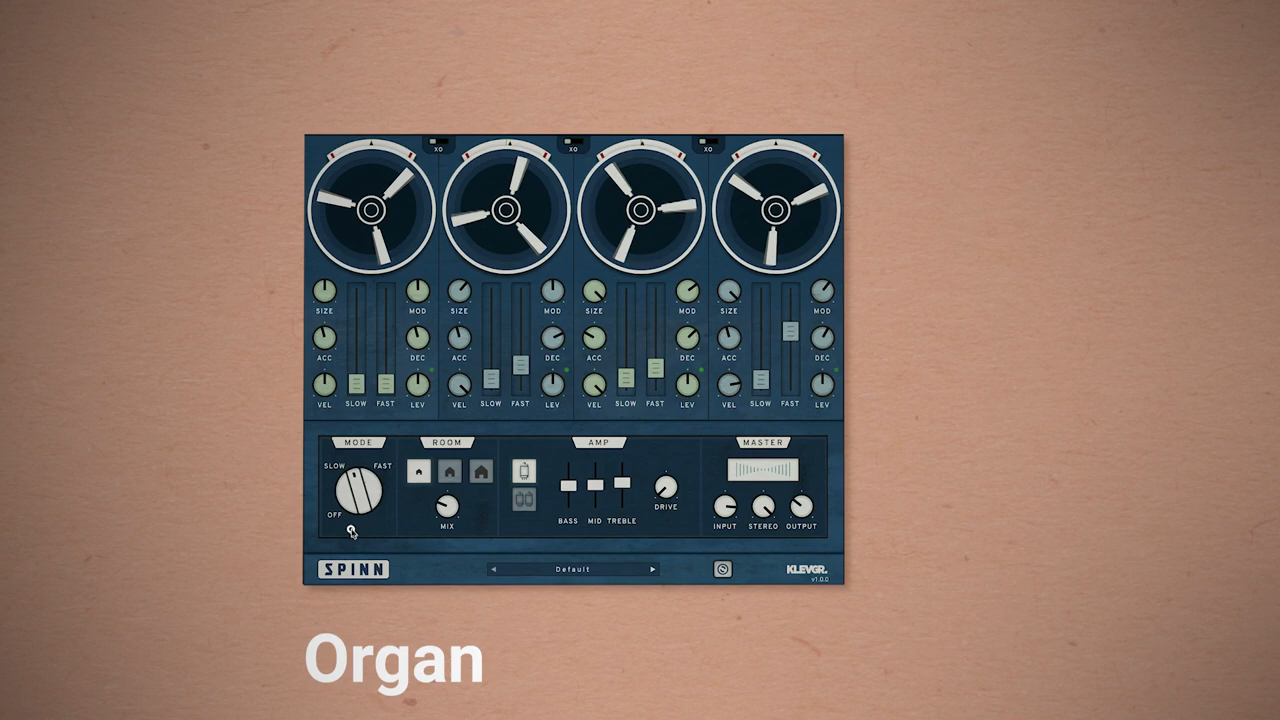 XO XO XO
SIZE MOD SIZE MOD SIZE MOD SIZE MOD
ACC DEC ACC DEC ACC DEC ACC DEC
VEL SLOW FAST LEV VEL SLOW FAST LEV VEL SLOW FAST LEV VEL SLOW FAST LEV
MODE ROOM AMP MASTER
SLOW FAST
OFF
MIX
BASS MID TREBLE
DRIVE
INPUT STEREO OUTPUT
SPINN
Default
KLEVGR.
v1.0.0
Organ